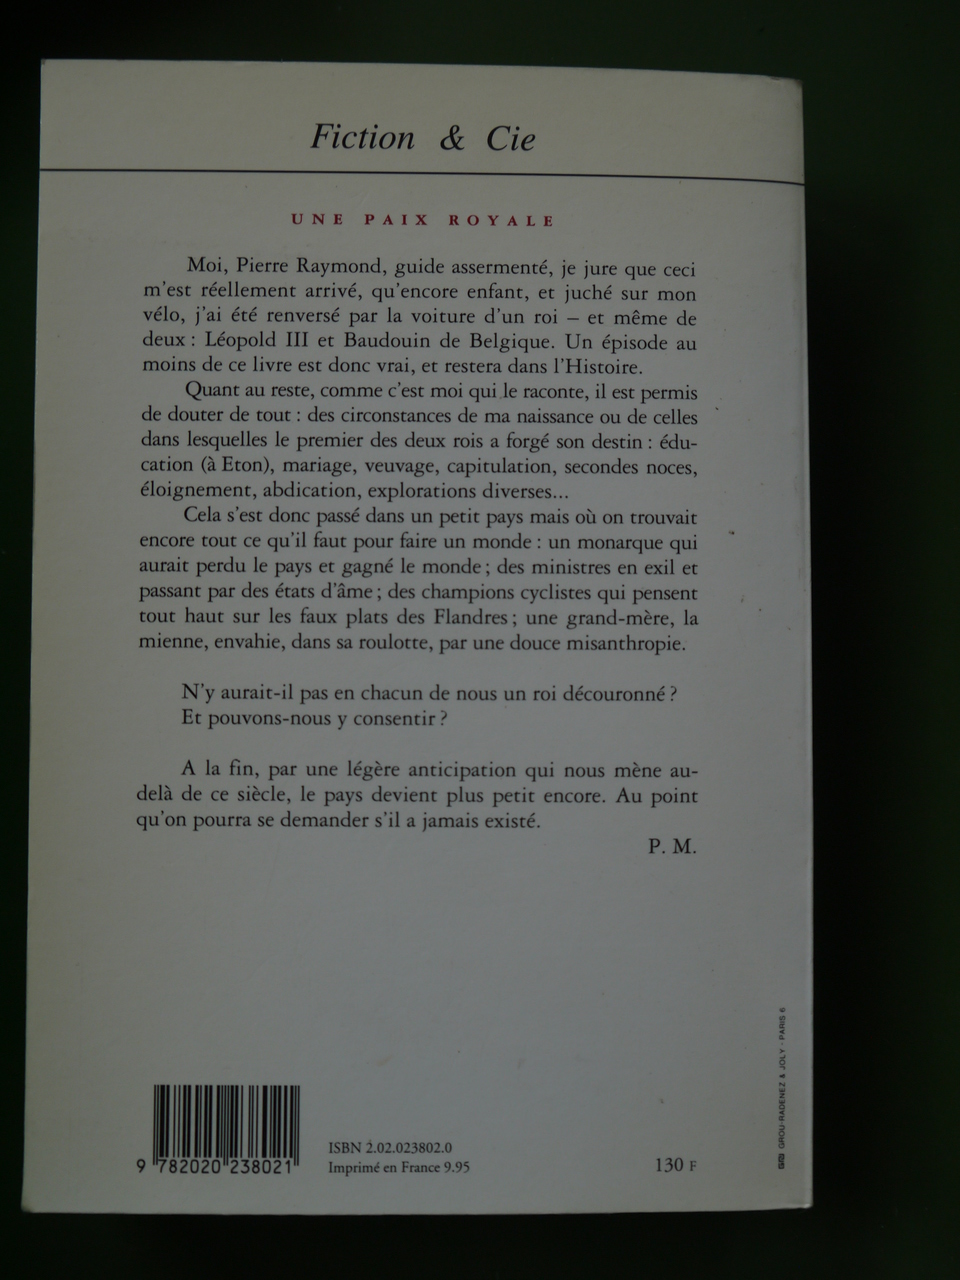 Fiction & Cie
UNE PAIX ROYALE
Moi, Pierre Raymond, guide assermenté, je jure que ceci
m'est réellement arrivé, qu'encore enfant, et juché sur mon
vélo, j'ai été renversé par la voiture d'un roi – et même de
deux : Léopold III et Baudouin de Belgique. Un épisode au
moins de ce livre est donc vrai, et restera dans l'Histoire.
Quant au reste, comme c'est moi qui le raconte, il est permis
de douter de tout : des circonstances de ma naissance ou de celles
dans lesquelles le premier des deux rois a forgé son destin : édu-
cation (à Eton), mariage, veuvage, capitulation, secondes noces,
éloignement, abdication, explorations diverses...
Cela s'est donc passé dans un petit pays mais où on trouvait
encore tout ce qu'il faut pour faire un monde : un monarque qui
aurait perdu le pays et gagné le monde ; des ministres en exil et
passant par des états d'âme ; des champions cyclistes qui pensent
tout haut sur les faux plats des Flandres ; une grand-mère, la
mienne, envahie, dans sa roulotte, par une douce misanthropie.
N'y aurait-il pas en chacun de nous un roi découronné ?
Et pouvons-nous y consentir ?
A la fin, par une légère anticipation qui nous mène au-
delà de ce siècle, le pays devient plus petit encore. Au point
qu'on pourra se demander s'il a jamais existé.
P. M.
GROU-RADENEZ & JOLY - PARIS 6
9 782020 238021
ISBN 2.02.023802.0
Imprimé en France 9.95
130 F